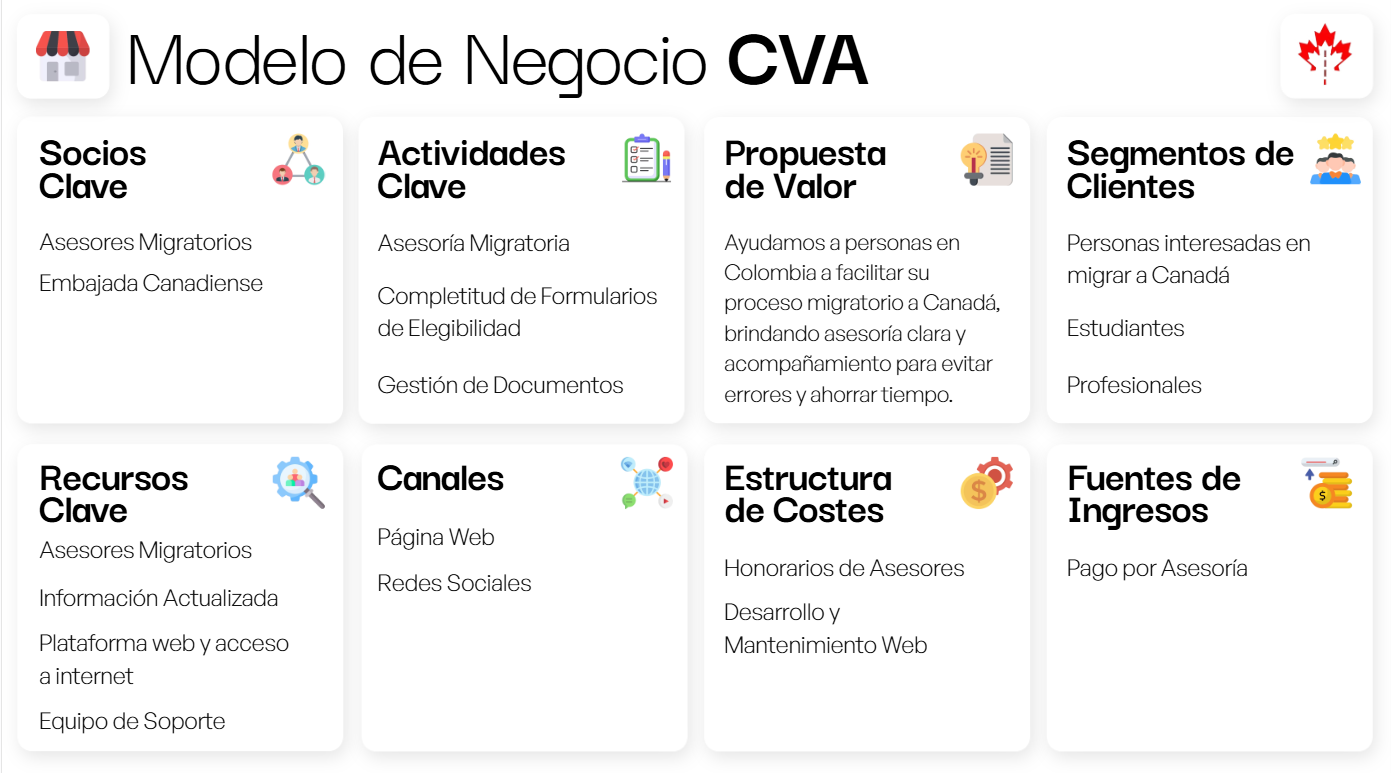 Modelo de Negocio CVA
Socios
Clave
Asesores Migratorios
Embajada Canadiense
Actividades
Clave
Asesoría Migratoria
Completitud de Formularios
de Elegibilidad
Gestión de Documentos
Propuesta
de Valor
Ayudamos a personas en
Colombia a facilitar su
proceso migratorio a Canadá,
brindando asesoría clara y
acompañamiento para evitar
errores y ahorrar tiempo.
Segmentos de
Clientes
Personas interesadas en
migrar a Canadá
Estudiantes
Profesionales
Recursos
Clave
Asesores Migratorios
Información Actualizada
Plataforma web y acceso
a internet
Equipo de Soporte
Canales
Página Web
Redes Sociales
Estructura
de Costes
Honorarios de Asesores
Desarrollo y
Mantenimiento Web
Fuentes de
Ingresos
Pago por Asesoría